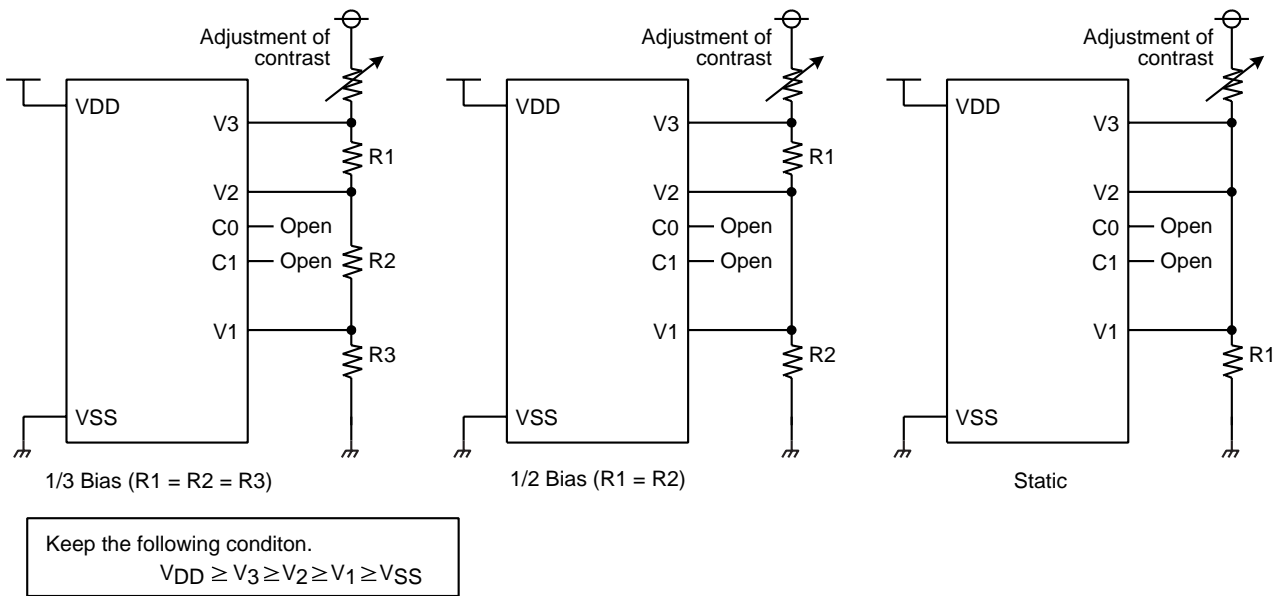 Adjustment of
contrast
VDD
V3
R1
V2
C0 Open
C1 Open
R2
V1
R3
VSS
1/3 Bias (R1 = R2 = R3)
Adjustment of
contrast
VDD
V3
R1
V2
C0 Open
C1 Open
V1
R2
VSS
1/2 Bias (R1 = R2)
Adjustment of
contrast
VDD
V3
V2
C0 Open
C1 Open
V1
R1
VSS
Static
Keep the following conditon.
VDD ≥ V3 ≥ V2 ≥ V1 ≥ VSS